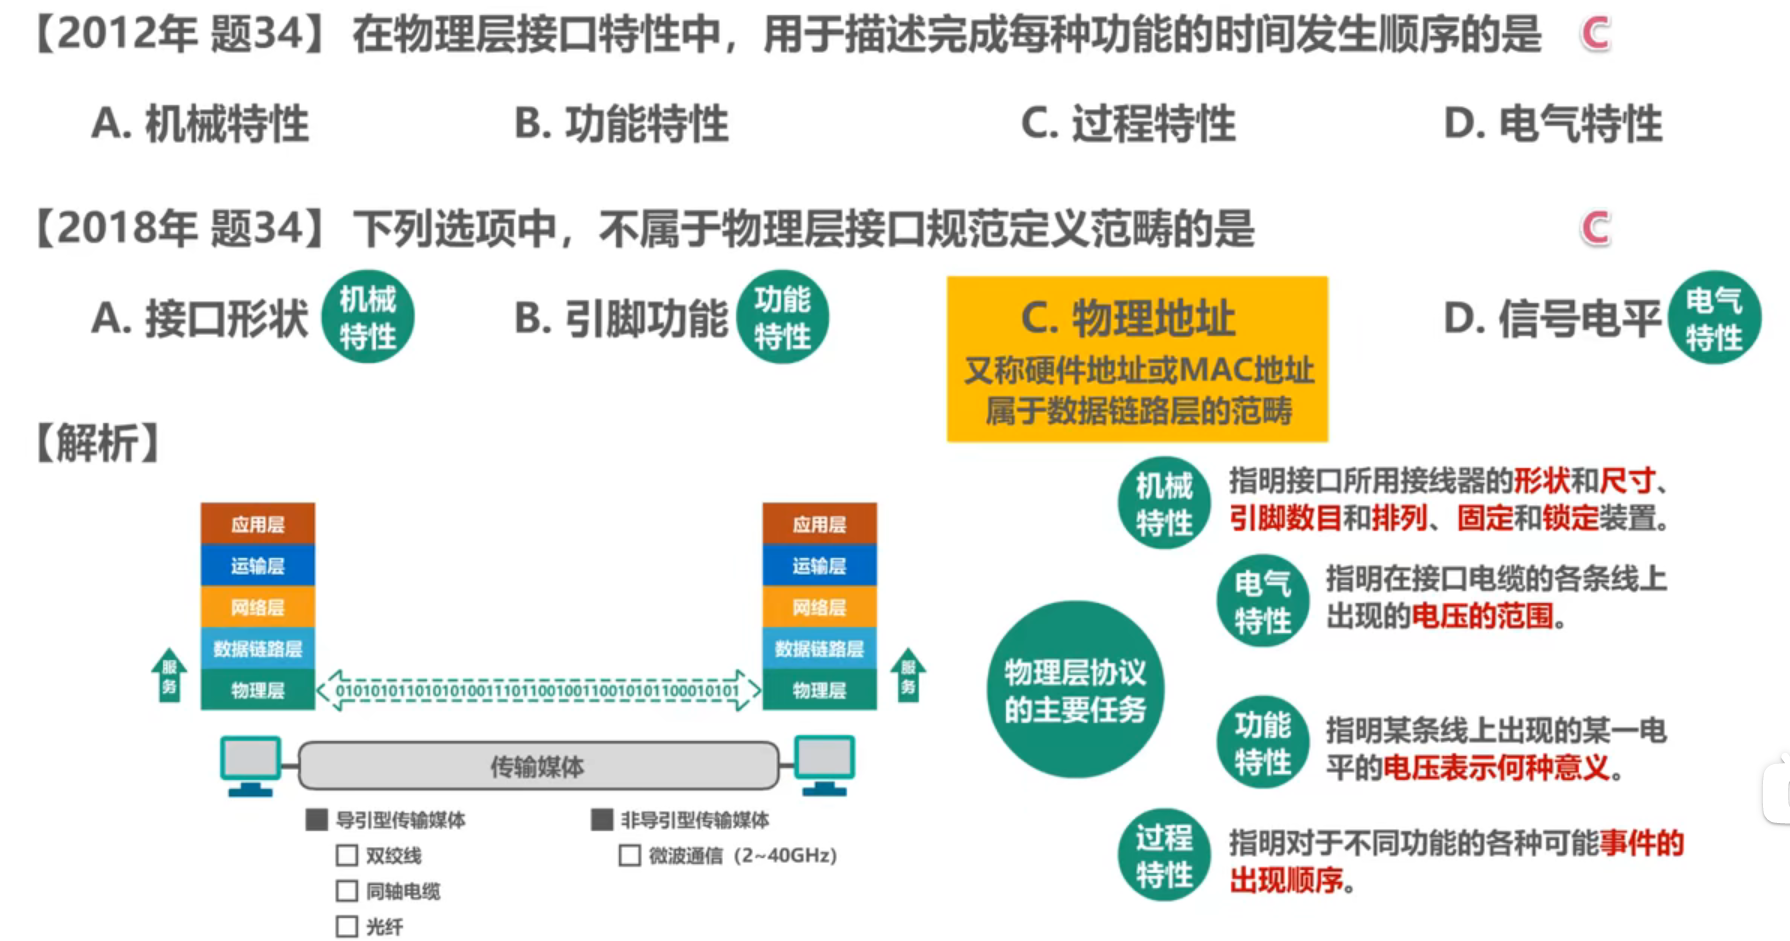 【2012年 题34】在物理层接口特性中，用于描述完成每种功能的时间发生顺序的是 C
A. 机械特性 B. 功能特性 C. 过程特性 D. 电气特性
【2018年 题34】下列选项中，不属于物理层接口规范定义范畴的是 C
A. 接口形状 机械特性 B. 引脚功能 功能特性 C. 物理地址 D. 信号电平 电气特性
又称硬件地址或MAC地址
属于数据链路层的范畴
【解析】
应用层
运输层
网络层
数据链路层
物理层
服务
应用层
运输层
网络层
数据链路层
物理层
服务
传输媒体
导引型传输媒体
双绞线
同轴电缆
光纤
非导引型传输媒体
微波通信（2~40GHz）
物理层协议
的主要任务
机械
特性
指明接口所用接线器的形状和尺寸、
引脚数目和排列、固定和锁定装置。
电气
特性
指明在接口电缆的各条线上
出现的电压的范围。
功能
特性
指明某条线上出现的某一电
平的电压表示何种意义。
过程
特性
指明对于不同功能的各种可能事件的
出现顺序。